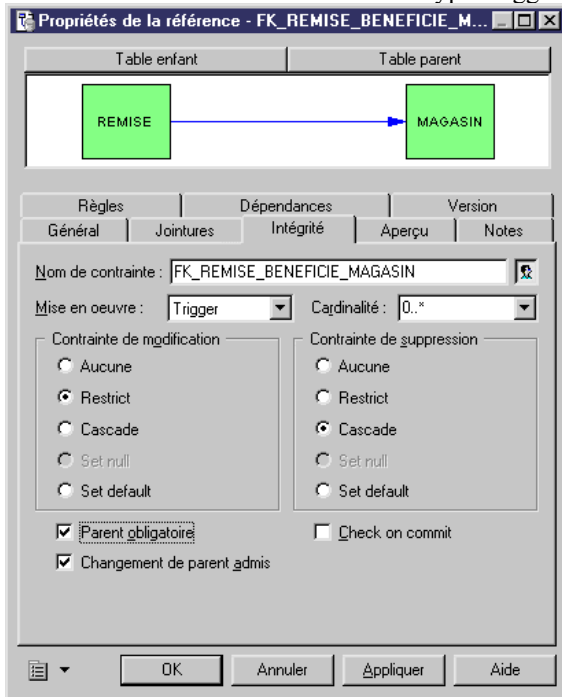 Propriétés de la référence - FK_REMISE_BENEFICIE_M...
Table enfant Table parent
REMISE MAGASIN
Règles Dépendances Version
Général Jointures Intégrité Aperçu Notes
Nom de contrainte : FK_REMISE_BENEFICIE_MAGASIN
Mise en oeuvre : Trigger Cardinalité : 0..*
Contrainte de modification Contrainte de suppression
Aucune Aucune
Restrict Restrict
Cascade Cascade
Set null Set null
Set default Set default
Parent obligatoire Check on commit
Changement de parent admis
OK Annuler Appliquer Aide